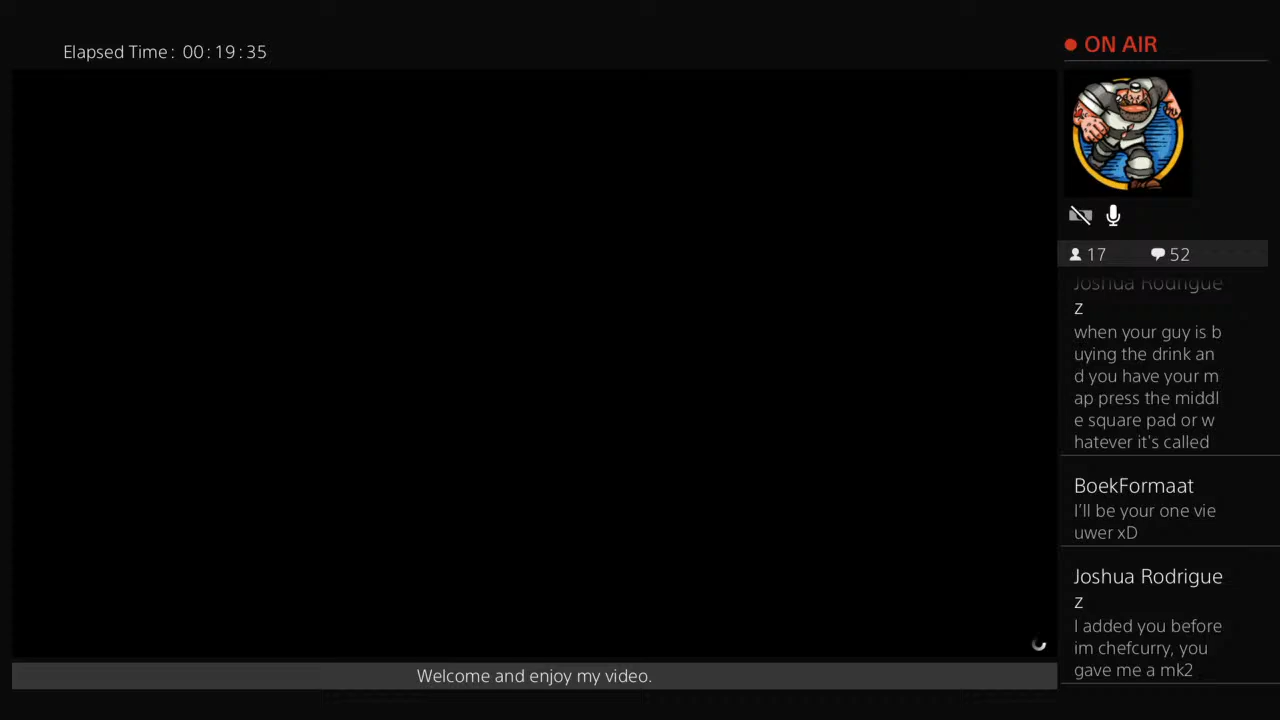 Elapsed Time: 00:19:35
ON AIR
17 52
Joshua Rodrigue
z
when your guy is b
uying the drink an
d you have your m
ap press the middl
e square pad or w
hatever it's called
BoekFormaat
I'll be your one vie
uwer xD
Joshua Rodrigue
z
I added you before
im chefcurry, you
gave me a mk2
Welcome and enjoy my video.